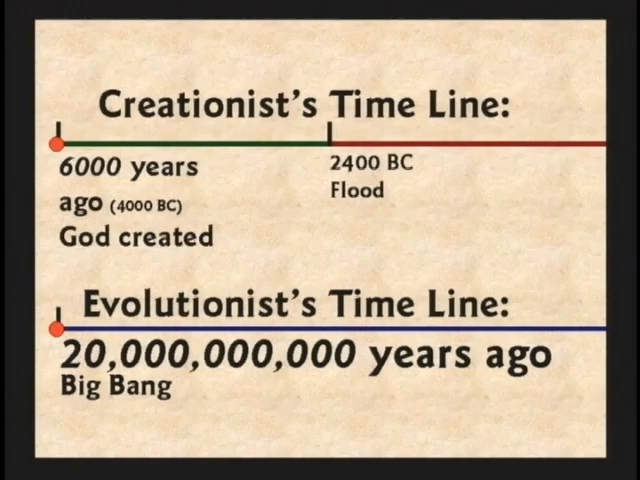 Creationist's Time Line:
6000 years
ago (4000 BC)
God created
2400 BC
Flood
Evolutionist's Time Line:
20,000,000,000 years ago
Big Bang